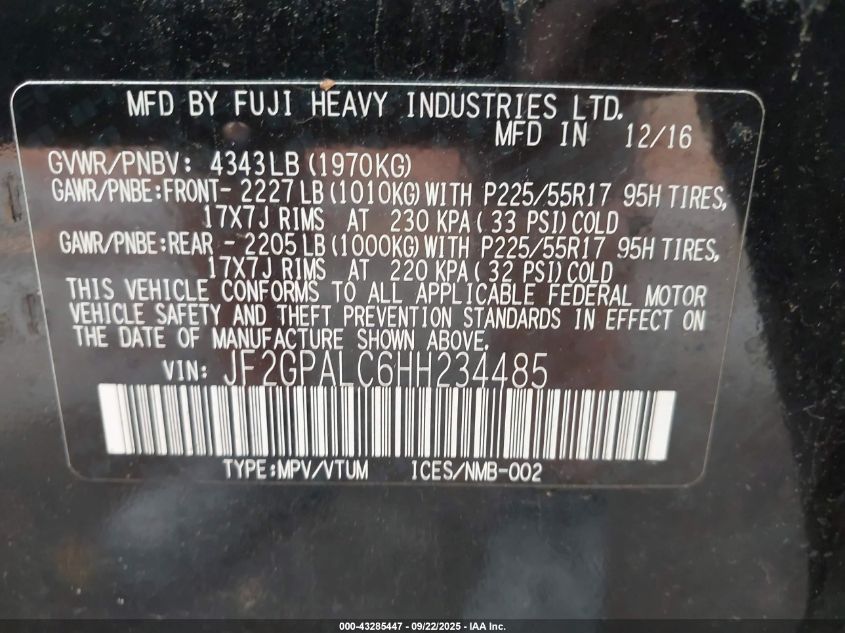 MFD BY FUJI HEAVY INDUSTRIES LTD.
MFD IN 12/16
GVWR/PNBV: 4343LB (1970KG)
GAWR/PNBE:FRONT- 2227 LB (1010KG) WITH P225/55R17 95H TIRES,
17X7J RIMS AT 230 KPA ( 33 PSI) COLD
GAWR/PNBE:REAR - 2205 LB (1000KG) WITH P225/55R17 95H TIRES,
17X7J RIMS AT 220 KPA ( 32 PSI) COLD
THIS VEHICLE CONFORMS TO ALL APPLICABLE FEDERAL MOTOR
VEHICLE SAFETY AND THEFT PREVENTION STANDARDS IN EFFECT ON
THE DATE OF MANUFACTURE SHOWN ABOVE.
VIN: JF2GPALC6HH234485
TYPE:MPV/VTUM ICES/NMB-002
000-43285447 - 09/22/2025 - IAA Inc.